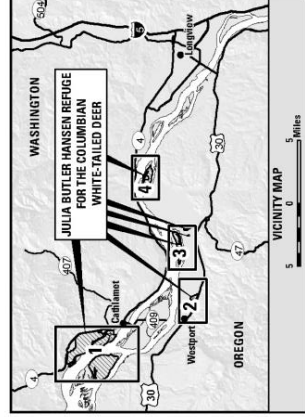 WASHINGTON
504
5
Longview
JULIA BUTLER HANSEN REFUGE
FOR THE COLUMBIAN
WHITE-TAILED DEER
4
4
30
407
3
47
4
1
Cathlamet
409
2
Westport
30
OREGON
VICINITY MAP
5
0
5
Miles